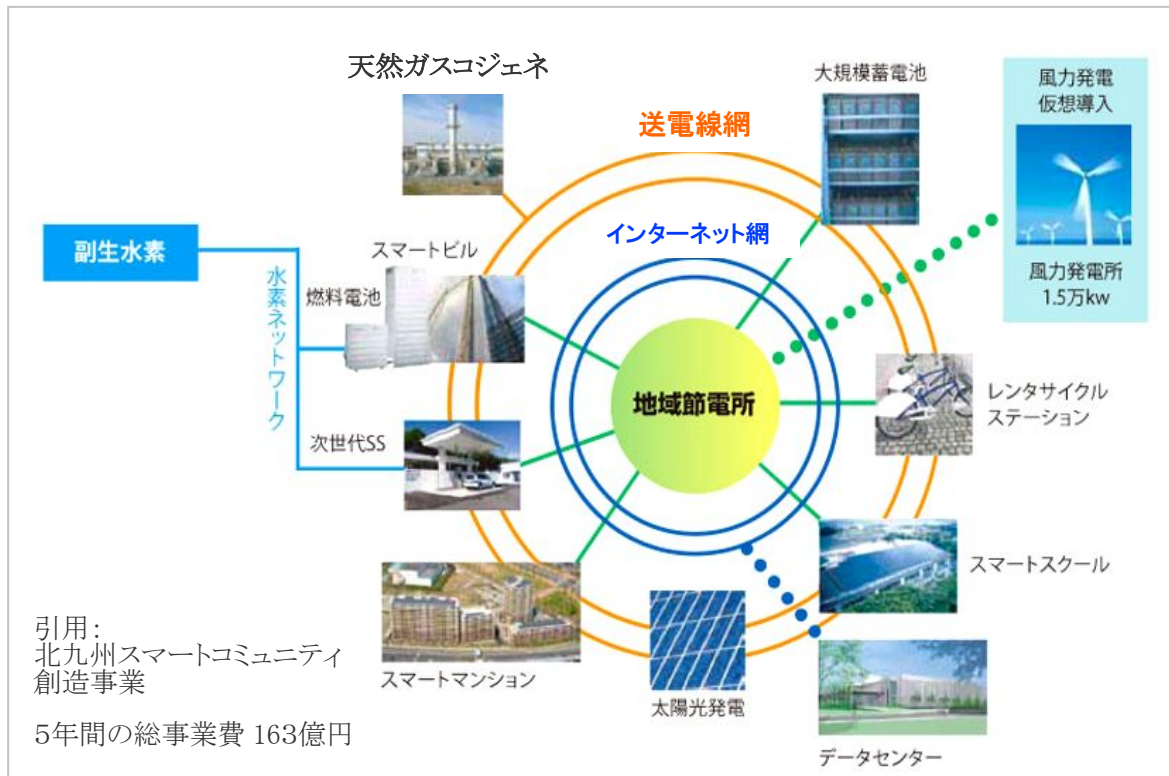 天然ガスコジェネ
大規模蓄電池
風力発電
仮想導入
送電線網
インターネット網
副生水素
スマートビル
水素ネットワーク
燃料電池
風力発電所
1.5万kw
地域節電所
レンタサイクル
ステーション
次世代SS
スマートスクール
引用:
北九州スマートコミュニティ
創造事業
スマートマンション
太陽光発電
5年間の総事業費 163億円
データセンター